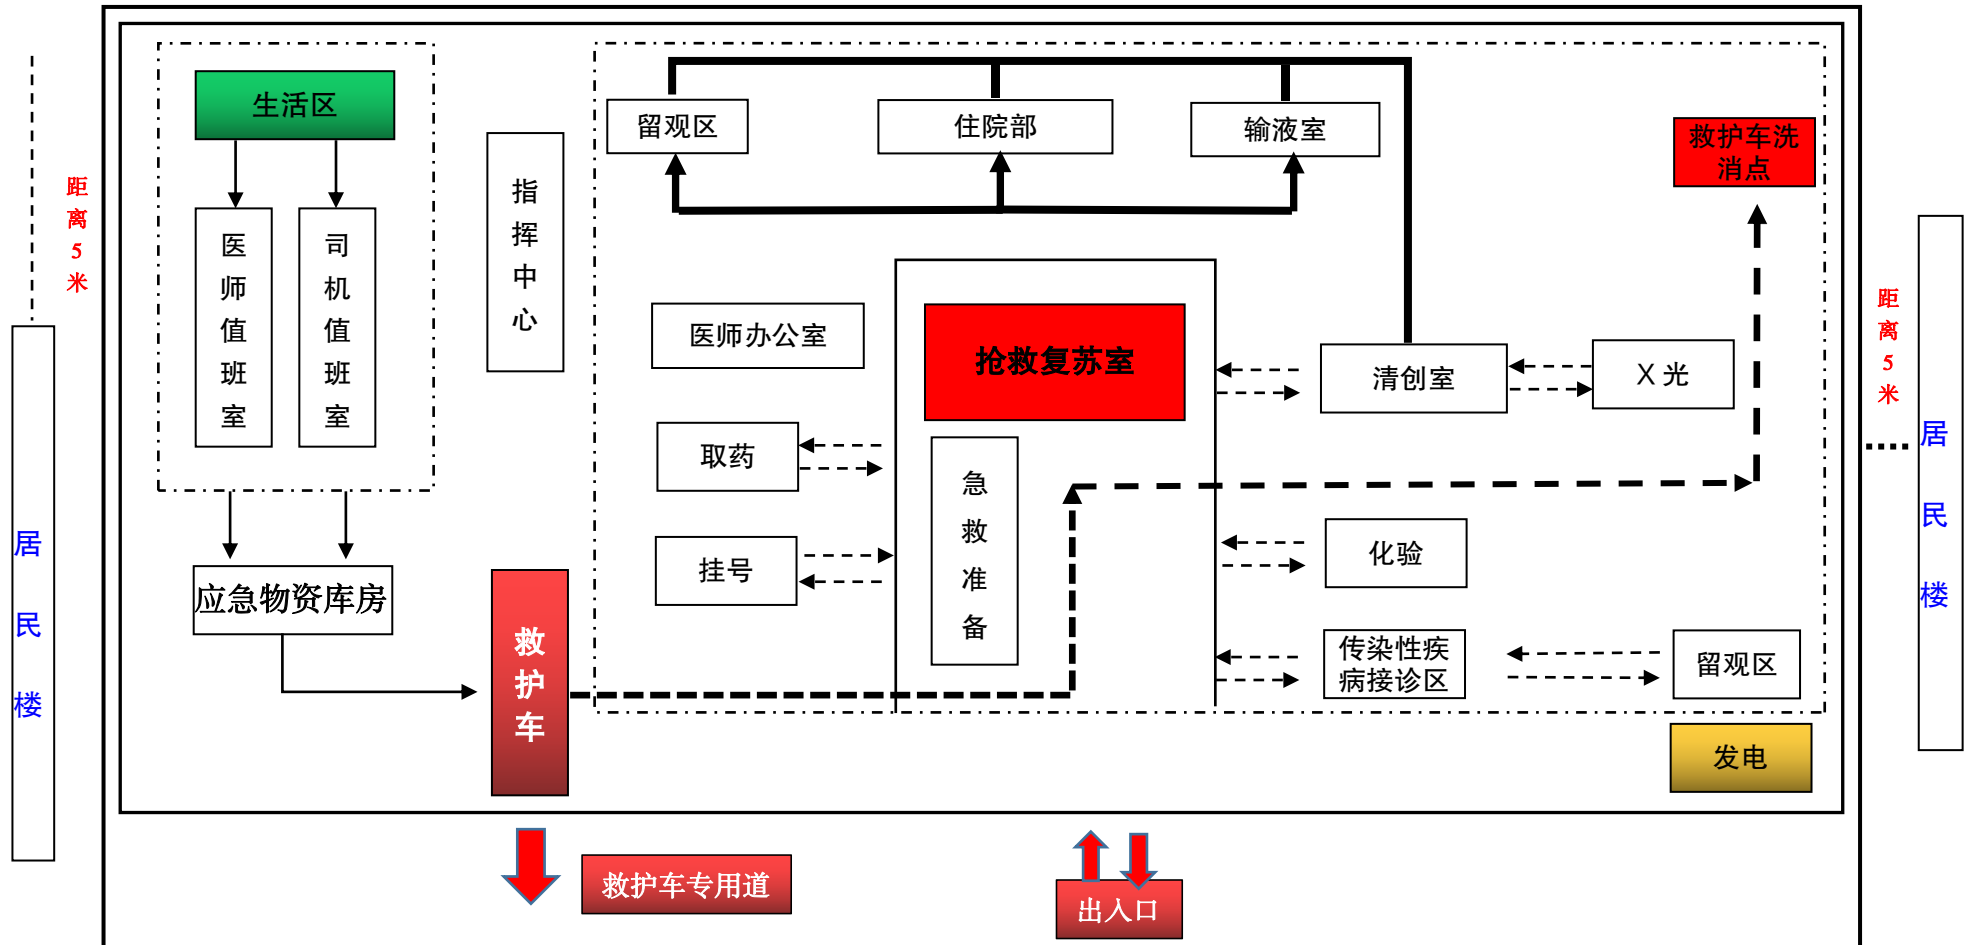 生活区
医师值班室
司机值班室
应急物资库房
指挥中心
救护车
留观区
住院部
输液室
救护车洗
消点
医师办公室
抢救复苏室
清创室
X光
取药
挂号
急救准备
化验
传染性疾
病接诊区
留观区
发电
距离5米
居民楼
距离5米
居民楼
救护车专用道
出入口